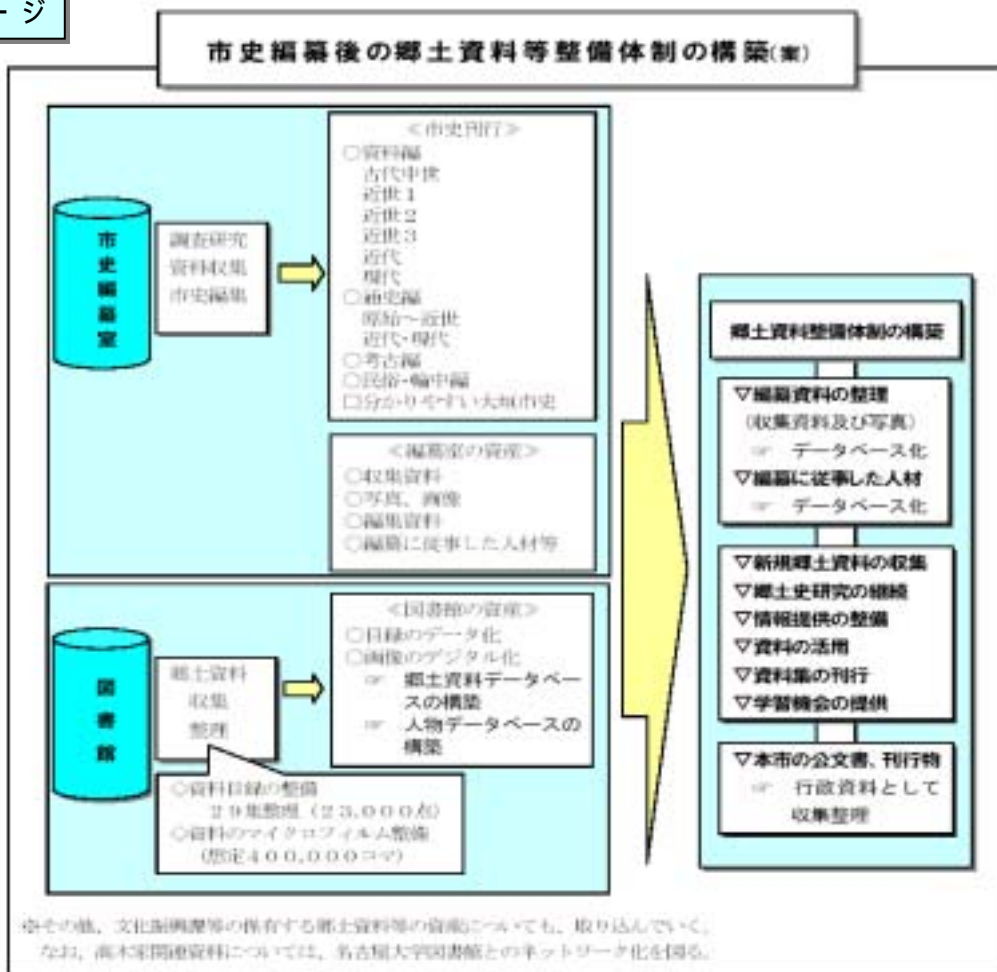 ージ
市史編纂後の郷土資料等整備体制の構築(案)
市史編纂室
調査研究
資料収集
市史編集
≪市史刊行≫
○資料編
古代中世
近世1
近世2
近世3
近代
現代
○通史編
原始~近世
近代・現代
○考古編
○民俗・輪中編
□分かりやすい大垣市史
≪編纂室の資産≫
○収集資料
○写真、画像
○編集資料
○編纂に従事した人材等
図書館
郷土資料
収集
整理
≪図書館の資産≫
○目録のデータ化
○画像のデジタル化
☞ 郷土資料データベー
スの構築
☞ 人物データベースの
構築
◇資料目録の整備
29集整理(23,000点)
◇資料のマイクロフィルム整備
(想定400,000コマ)
郷土資料整備体制の構築
▽編纂資料の整理
(収集資料及び写真)
☞ データベース化
▽編纂に従事した人材
☞ データベース化
▽新規郷土資料の収集
▽郷土史研究の継続
▽情報提供の整備
▽資料の活用
▽資料集の刊行
▽学習機会の提供
▽本市の公文書、刊行物
☞ 行政資料として
収集整理
※その他、文化振興課等の保有する郷土資料等の資産についても、取り込んでいく。
なお、高木家関連資料については、名古屋大学図書館とのネットワーク化を図る。